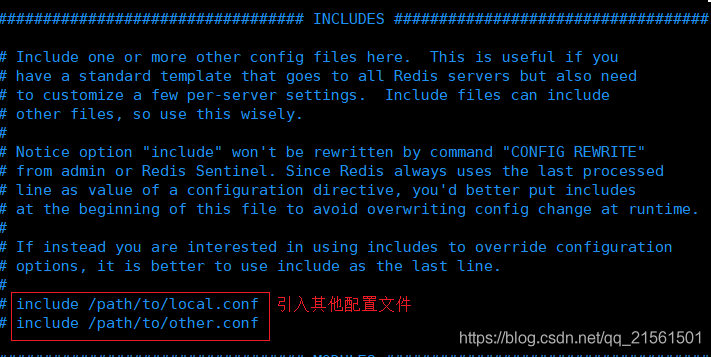 ################################## INCLUDES ###################################
# Include one or more other config files here.  This is useful if you
# have a standard template that goes to all Redis servers but also need
# to customize a few per-server settings.  Include files can include
# other files, so use this wisely.
#
# Notice option "include" won't be rewritten by command "CONFIG REWRITE"
# from admin or Redis Sentinel. Since Redis always uses the last processed
# line as value of a configuration directive, you'd better put includes
# at the beginning of this file to avoid overwriting config change at runtime.
#
# If instead you are interested in using includes to override configuration
# options, it is better to use include as the last line.
#
# include /path/to/local.conf 引入其他配置文件
# include /path/to/other.conf
https://blog.csdn.net/qq_21561501